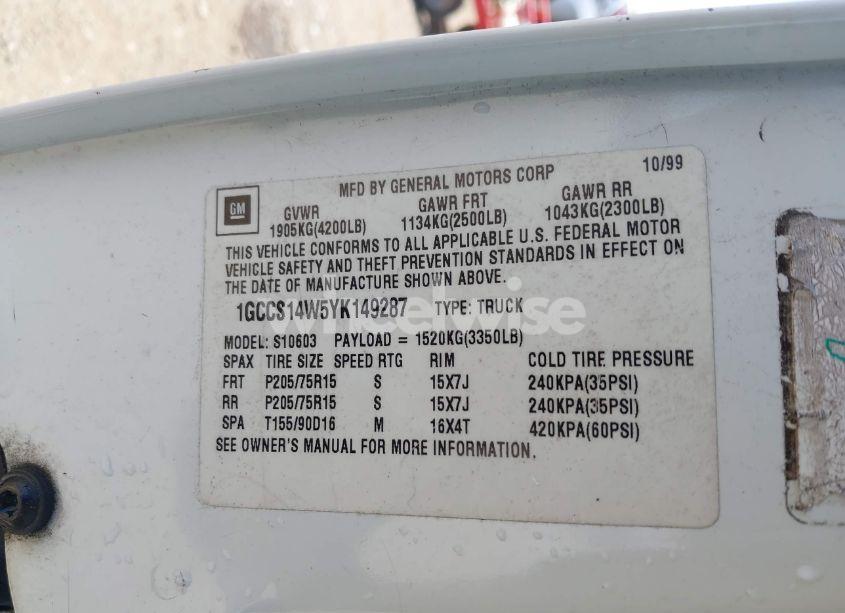 10/99
MFD BY GENERAL MOTORS CORP
GM
GVWR GAWR FRT GAWR RR
1905KG(4200LB) 1134KG(2500LB) 1043KG(2300LB)
THIS VEHICLE CONFORMS TO ALL APPLICABLE U.S. FEDERAL MOTOR
VEHICLE SAFETY AND THEFT PREVENTION STANDARDS IN EFFECT ON
THE DATE OF MANUFACTURE SHOWN ABOVE.
1GCCS14W5YK149287 TYPE: TRUCK
wheelwise
MODEL: S10603 PAYLOAD = 1520KG(3350LB)
SPAX TIRE SIZE SPEED RTG RIM COLD TIRE PRESSURE
FRT P205/75R15 S 15X7J 240KPA(35PSI)
RR P205/75R15 S 15X7J 240KPA(35PSI)
SPA T155/90D16 M 16X4T 420KPA(60PSI)
SEE OWNER'S MANUAL FOR MORE INFORMATION.